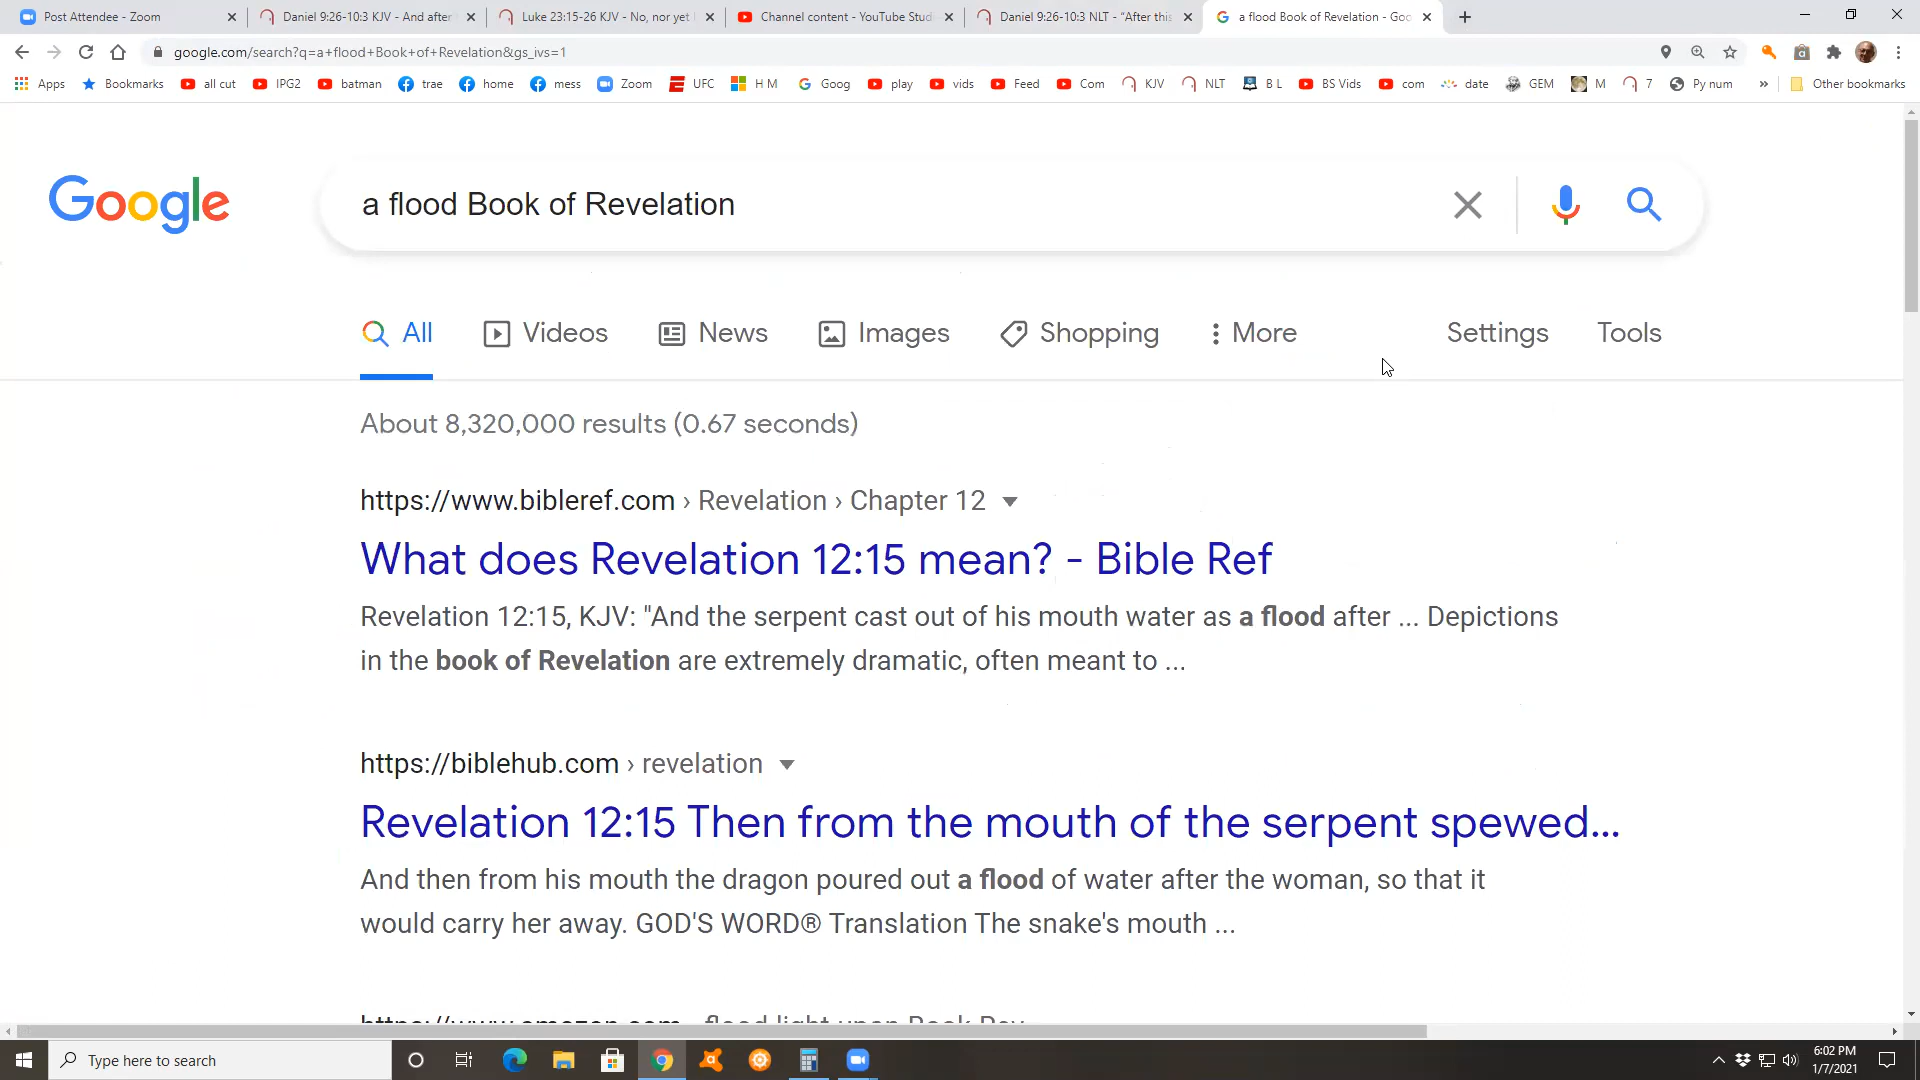 Post Attendee - Zoom
Daniel 9:26-10:3 KJV - And after
Luke 23:15-26 KJV - No, nor yet
Channel content - YouTube Stud
Daniel 9:26-10:3 NLT - "After this
a flood Book of Revelation - Goo
google.com/search?q=a+flood+Book+of+Revelation&gs_ivs=1
Apps Bookmarks all cut IPG2 batman trae home mess Zoom UFC H M Goog play vids Feed Com KJV NLT B L BS Vids com date GEM M 7 Py num » Other bookmarks
Google
a flood Book of Revelation
All Videos News Images Shopping More Settings Tools
About 8,320,000 results (0.67 seconds)
https://www.bibleref.com › Revelation › Chapter 12
What does Revelation 12:15 mean? - Bible Ref
Revelation 12:15, KJV: "And the serpent cast out of his mouth water as a flood after ... Depictions
in the book of Revelation are extremely dramatic, often meant to ...
https://biblehub.com › revelation
Revelation 12:15 Then from the mouth of the serpent spewed...
And then from his mouth the dragon poured out a flood of water after the woman, so that it
would carry her away. GOD'S WORD® Translation The snake's mouth ...
Type here to search
6:02 PM
1/7/2021